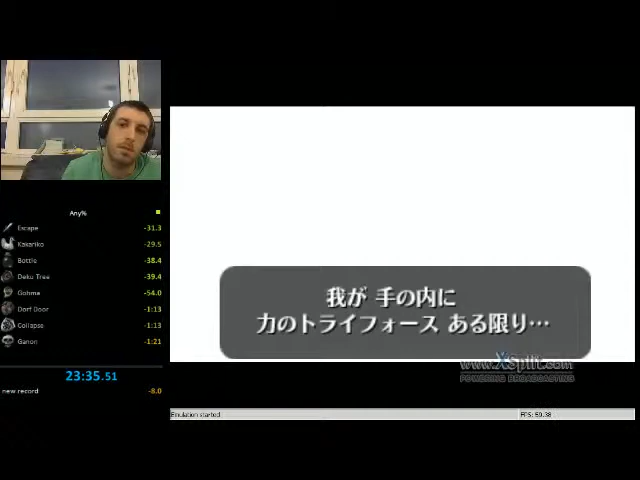 Any%
Escape -31.3
Kakariko -29.5
Bottle -38.4
Deku Tree -39.4
Gohma -54.0
Dorf Door -1:13
Collapse -1:13
Ganon -1:21
23:35.51
new record -8.0
我が 手の内に
力のトライフォース ある限り…
www.XSplit.com
POWERING BROADCASTING
Emulation started
FPS: 50.38